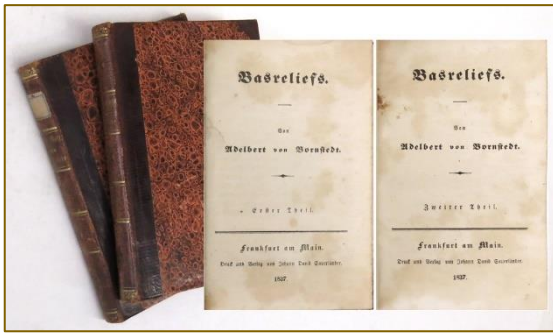 Basreliefs.
Von
Adelbert von Bornstedt.
Erster Theil.
Frankfurt am Main.
Druck und Verlag von Johann David Sauerländer.
1837.
Basreliefs.
Von
Adelbert von Bornstedt.
Zweiter Theil.
Frankfurt am Main.
Druck und Verlag von Johann David Sauerländer.
1837.